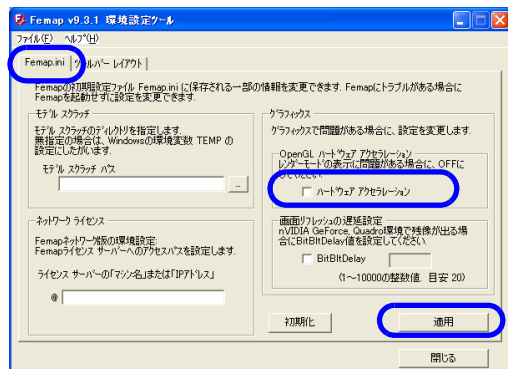 Femap v9.3.1 環境設定ツール
ファイル(F) ヘルプ(H)
Femap.ini ツールバー レイアウト
Femapの初期設定ファイル Femap.ini に保存される一部の情報を変更できます. Femapにトラブルがある場合に
Femapを起動せずに設定を変更できます.
モデル スクラッチ
モデル スクラッチのディレクトリを指定します.
無指定の場合は、Windowsの環境変数 TEMP の
設定にしたがいます.
モデル スクラッチ パス
...
ネットワーク ライセンス
Femapネットワーク版の環境設定:
Femapライセンス サーバーへのアクセスパスを設定します.
ライセンス サーバーの「マシン名」または「IPアドレス」
@
グラフィックス
グラフィックスで問題がある場合に、設定を変更します.
OpenGL ハードウェア アクセラレーション
レンダーモードの表示に問題がある場合に、OFFに
してください.
ハードウェア アクセラレーション
画面リフレッシュの遅延設定
nVIDIA GeForce, Quadro環境で残像が出る場
合にBitBltDelay値を設定してください.
BitBltDelay
(1～10000の整数値. 目安 20)
初期化
適用
閉じる